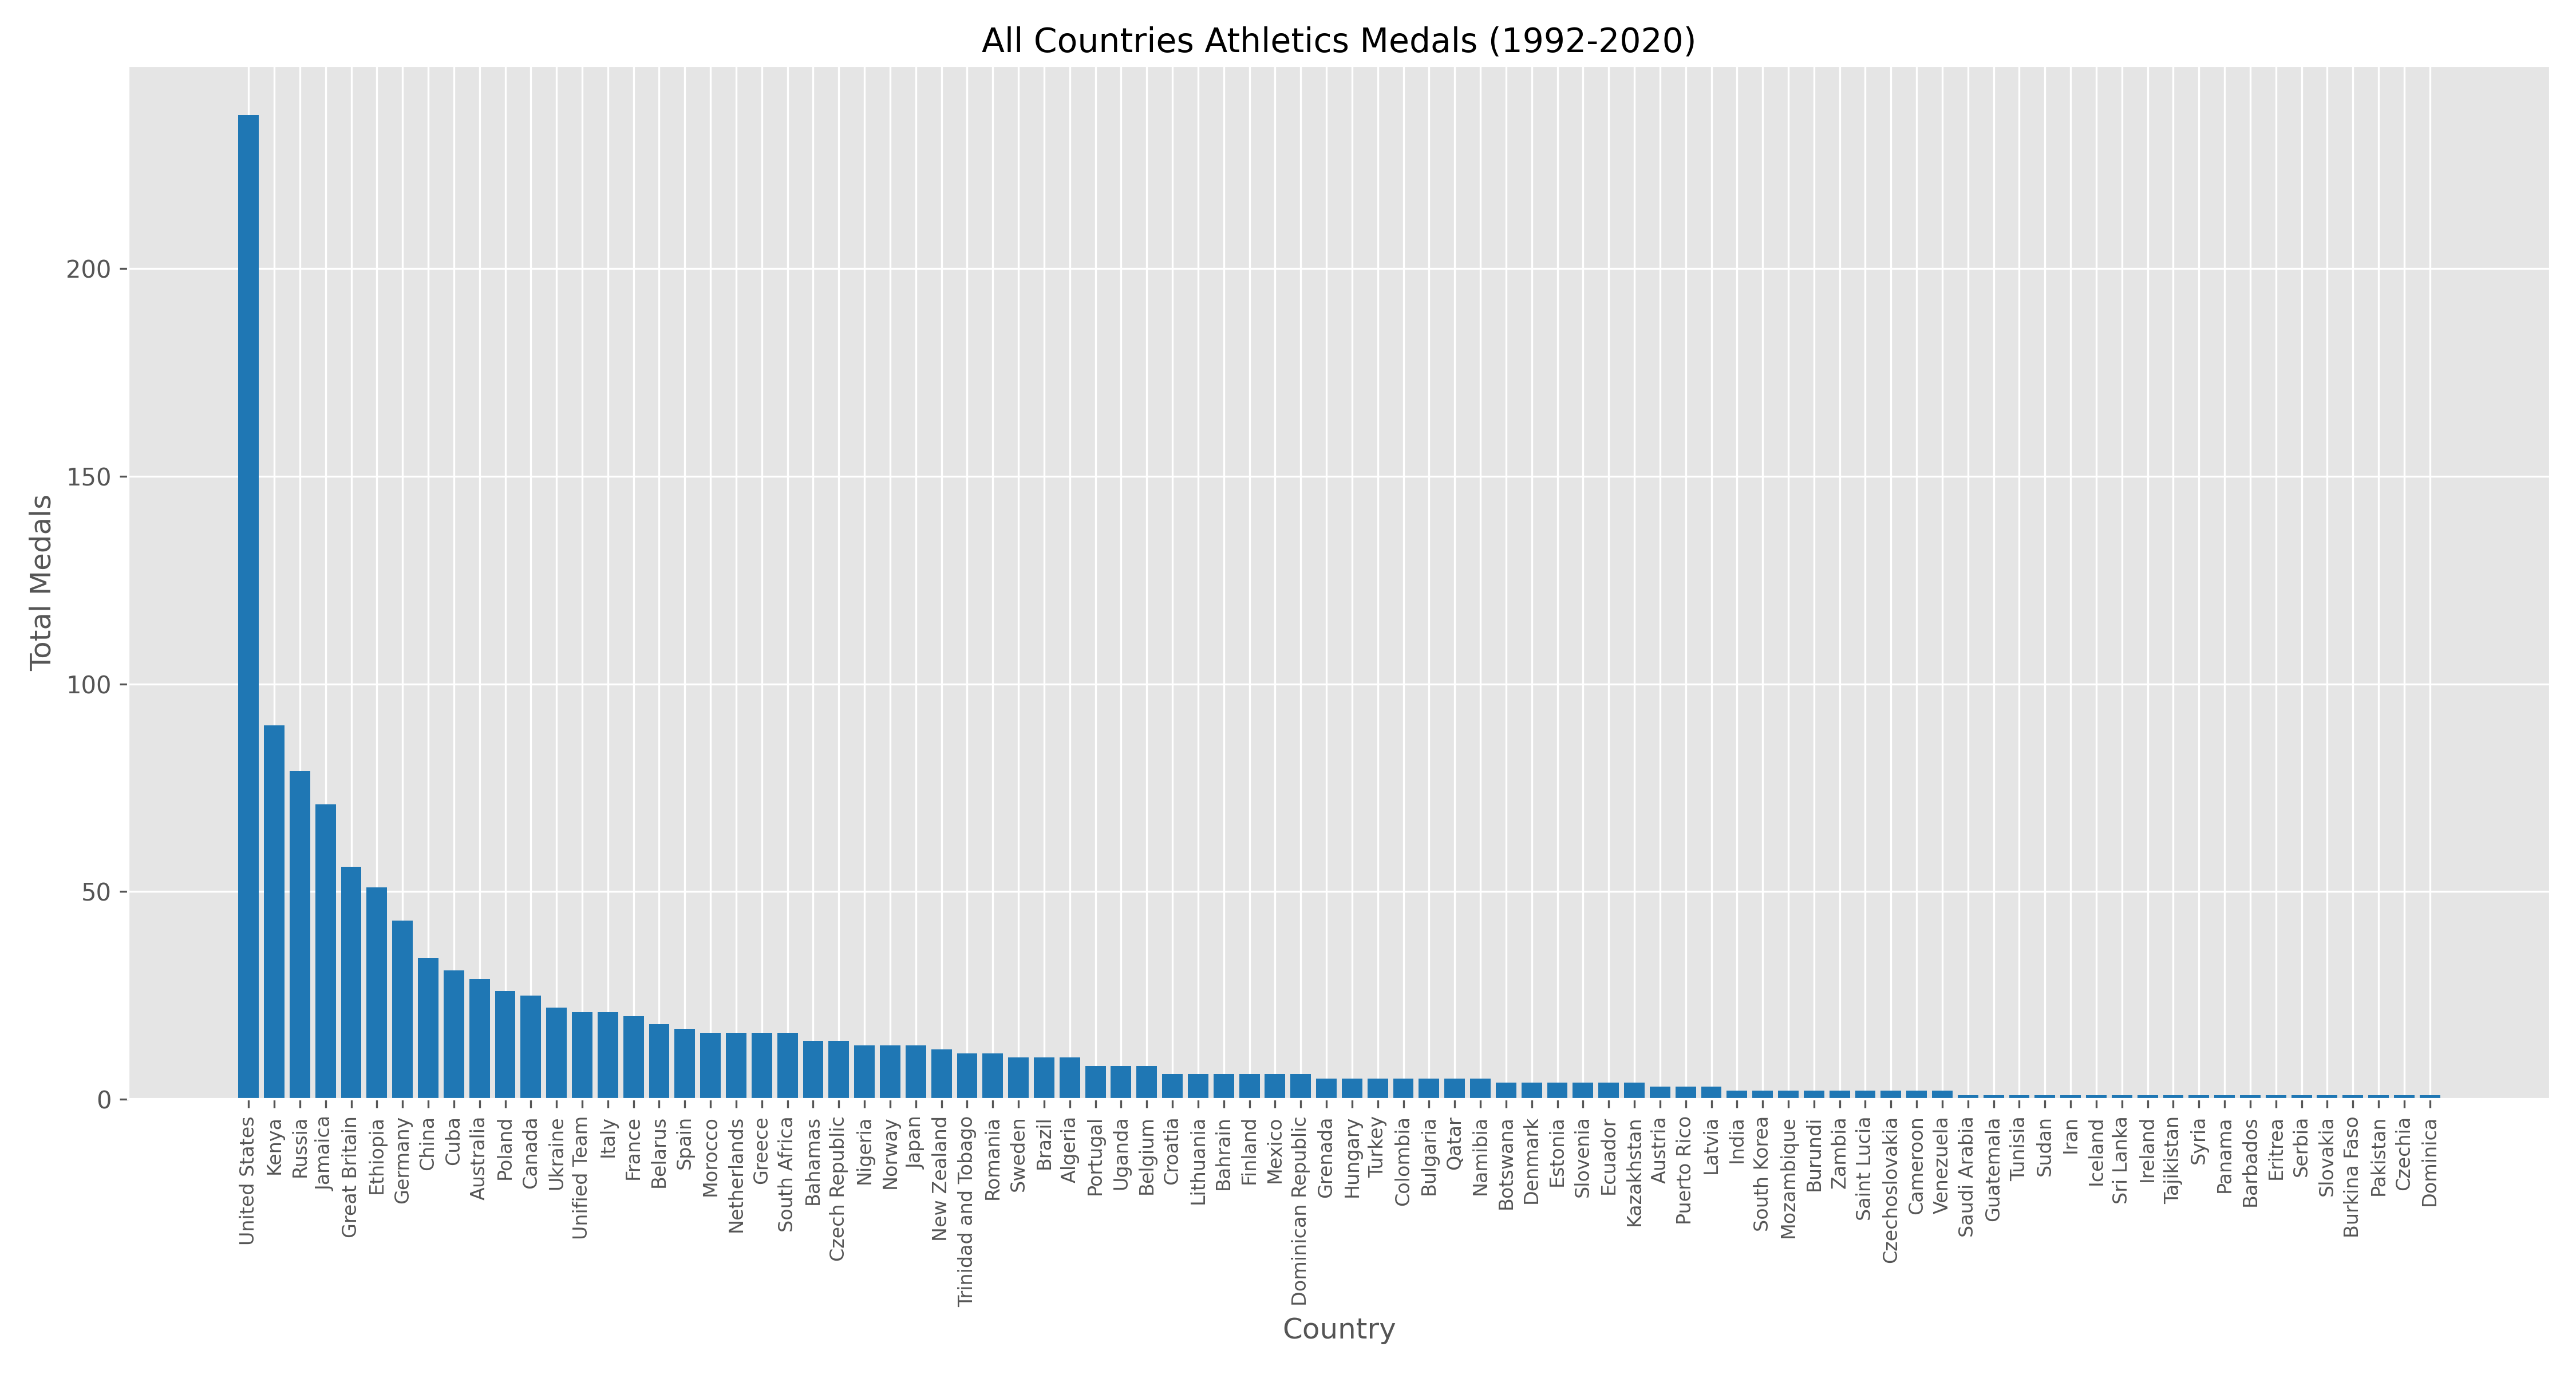 All Countries Athletics Medals (1992-2020)
Total Medals
200
150
100
50
0
United States
Kenya
Russia
Jamaica
Great Britain
Ethiopia
Germany
China
Cuba
Australia
Poland
Canada
Ukraine
Unified Team
Italy
France
Belarus
Spain
Morocco
Netherlands
Greece
South Africa
Bahamas
Czech Republic
Nigeria
Norway
Japan
New Zealand
Trinidad and Tobago
Romania
Sweden
Brazil
Algeria
Portugal
Uganda
Belgium
Croatia
Lithuania
Bahrain
Finland
Mexico
Dominican Republic
Grenada
Hungary
Turkey
Colombia
Bulgaria
Qatar
Namibia
Botswana
Denmark
Estonia
Slovenia
Ecuador
Kazakhstan
Austria
Puerto Rico
Latvia
India
South Korea
Mozambique
Burundi
Zambia
Saint Lucia
Czechoslovakia
Cameroon
Venezuela
Saudi Arabia
Guatemala
Tunisia
Sudan
Iran
Iceland
Sri Lanka
Ireland
Tajikistan
Syria
Panama
Barbados
Eritrea
Serbia
Slovakia
Burkina Faso
Pakistan
Czechia
Dominica
Country